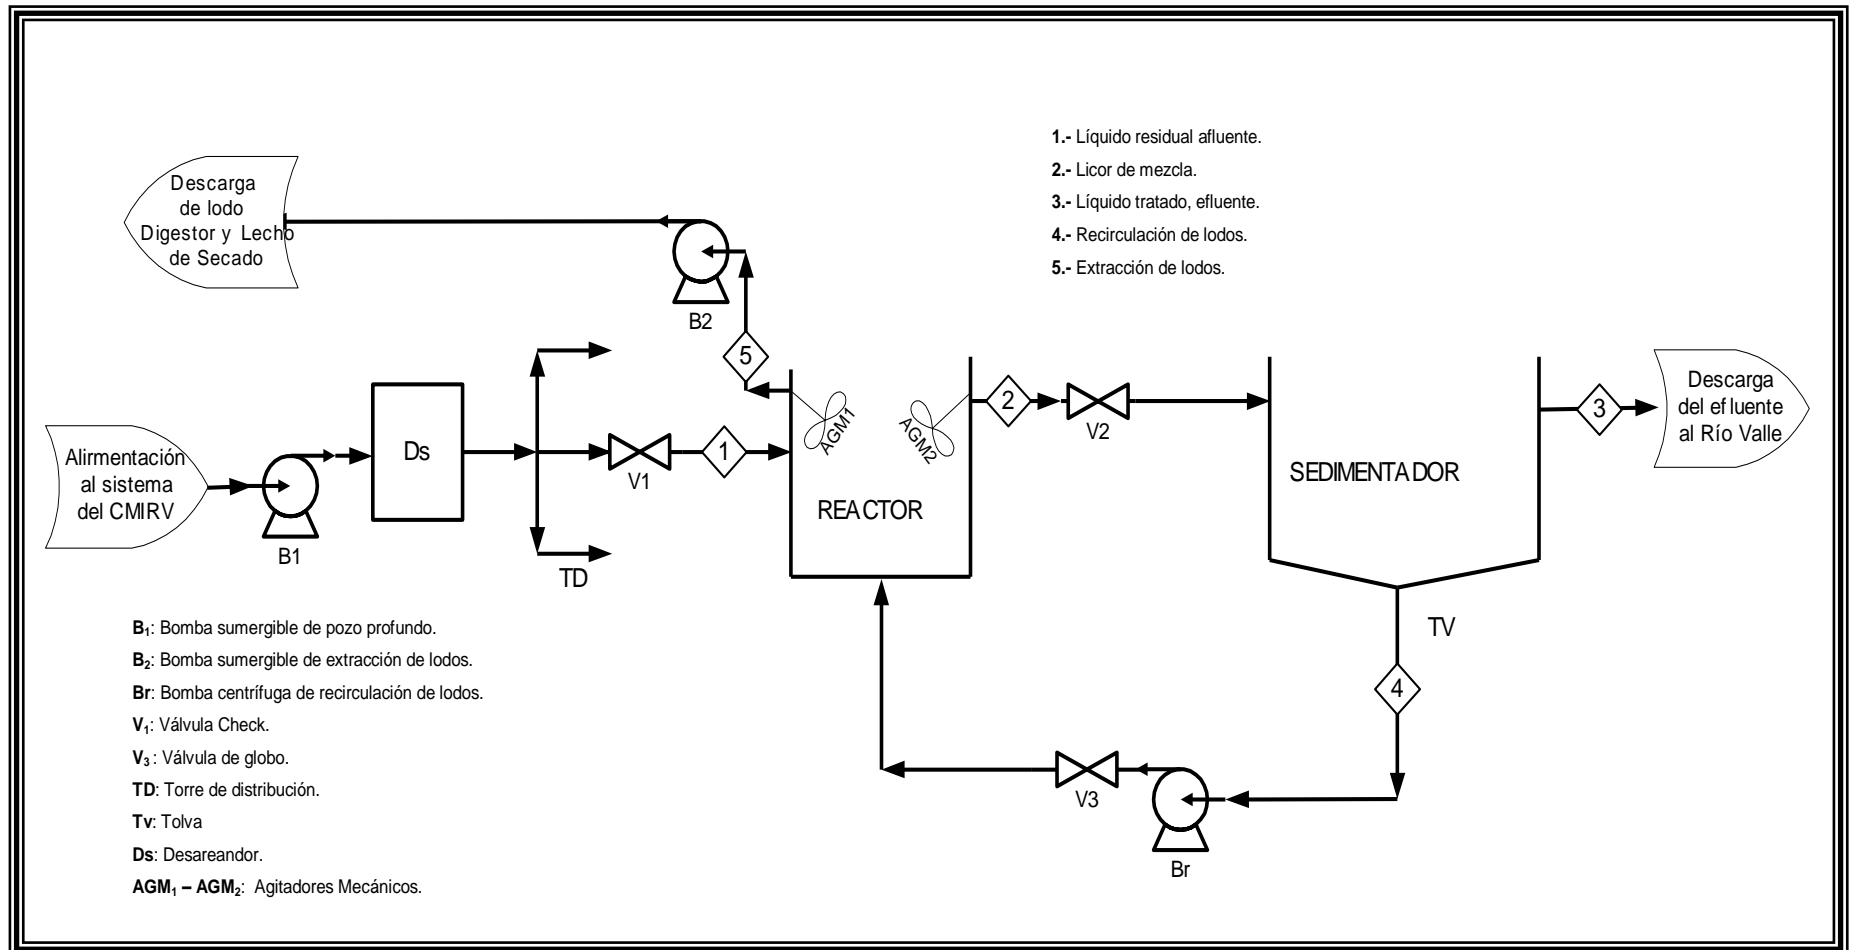 1.- Líquido residual afluente.
2.- Licor de mezcla.
3.- Líquido tratado, efluente.
4.- Recirculación de lodos.
5.- Extracción de lodos.
Descarga
de lodo
Digestor y Lecho
de Secado
B2
5
Alirmentación
al sistema
del CMIRV
B1
Ds
TD
V1
1
AGM1
AGM2
REACTOR
2
V2
SEDIMENTADOR
3
Descarga
del efluente
al Río Valle
TV
4
V3
Br
B1: Bomba sumergible de pozo profundo.
B2: Bomba sumergible de extracción de lodos.
Br: Bomba centrífuga de recirculación de lodos.
V1: Válvula Check.
V3 : Válvula de globo.
TD: Torre de distribución.
Tv: Tolva
Ds: Desareandor.
AGM1 – AGM2: Agitadores Mecánicos.